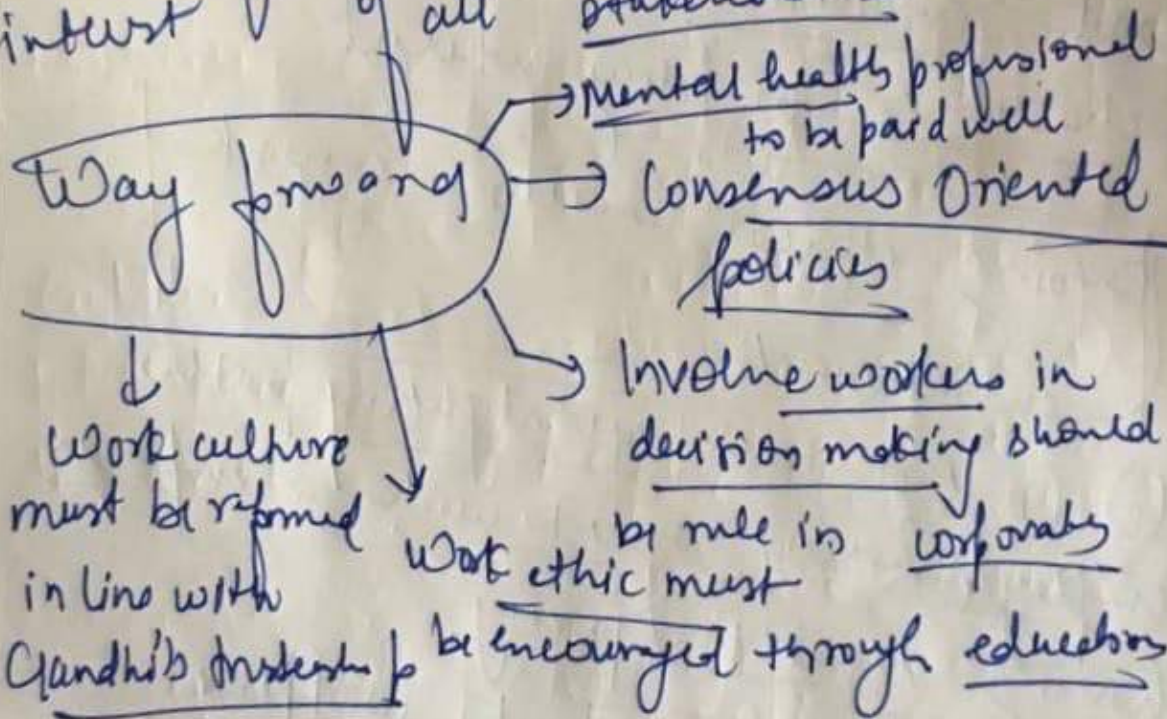 interest of all stakeholders
Mental health professional
to be paid well
Way forward
Consensus Oriented
policies
Involve workers in
decision making should
be rule in corporates
Work culture
must be reformed
in line with
Gandhi's trusteeship
Work ethic must
be encouraged through education